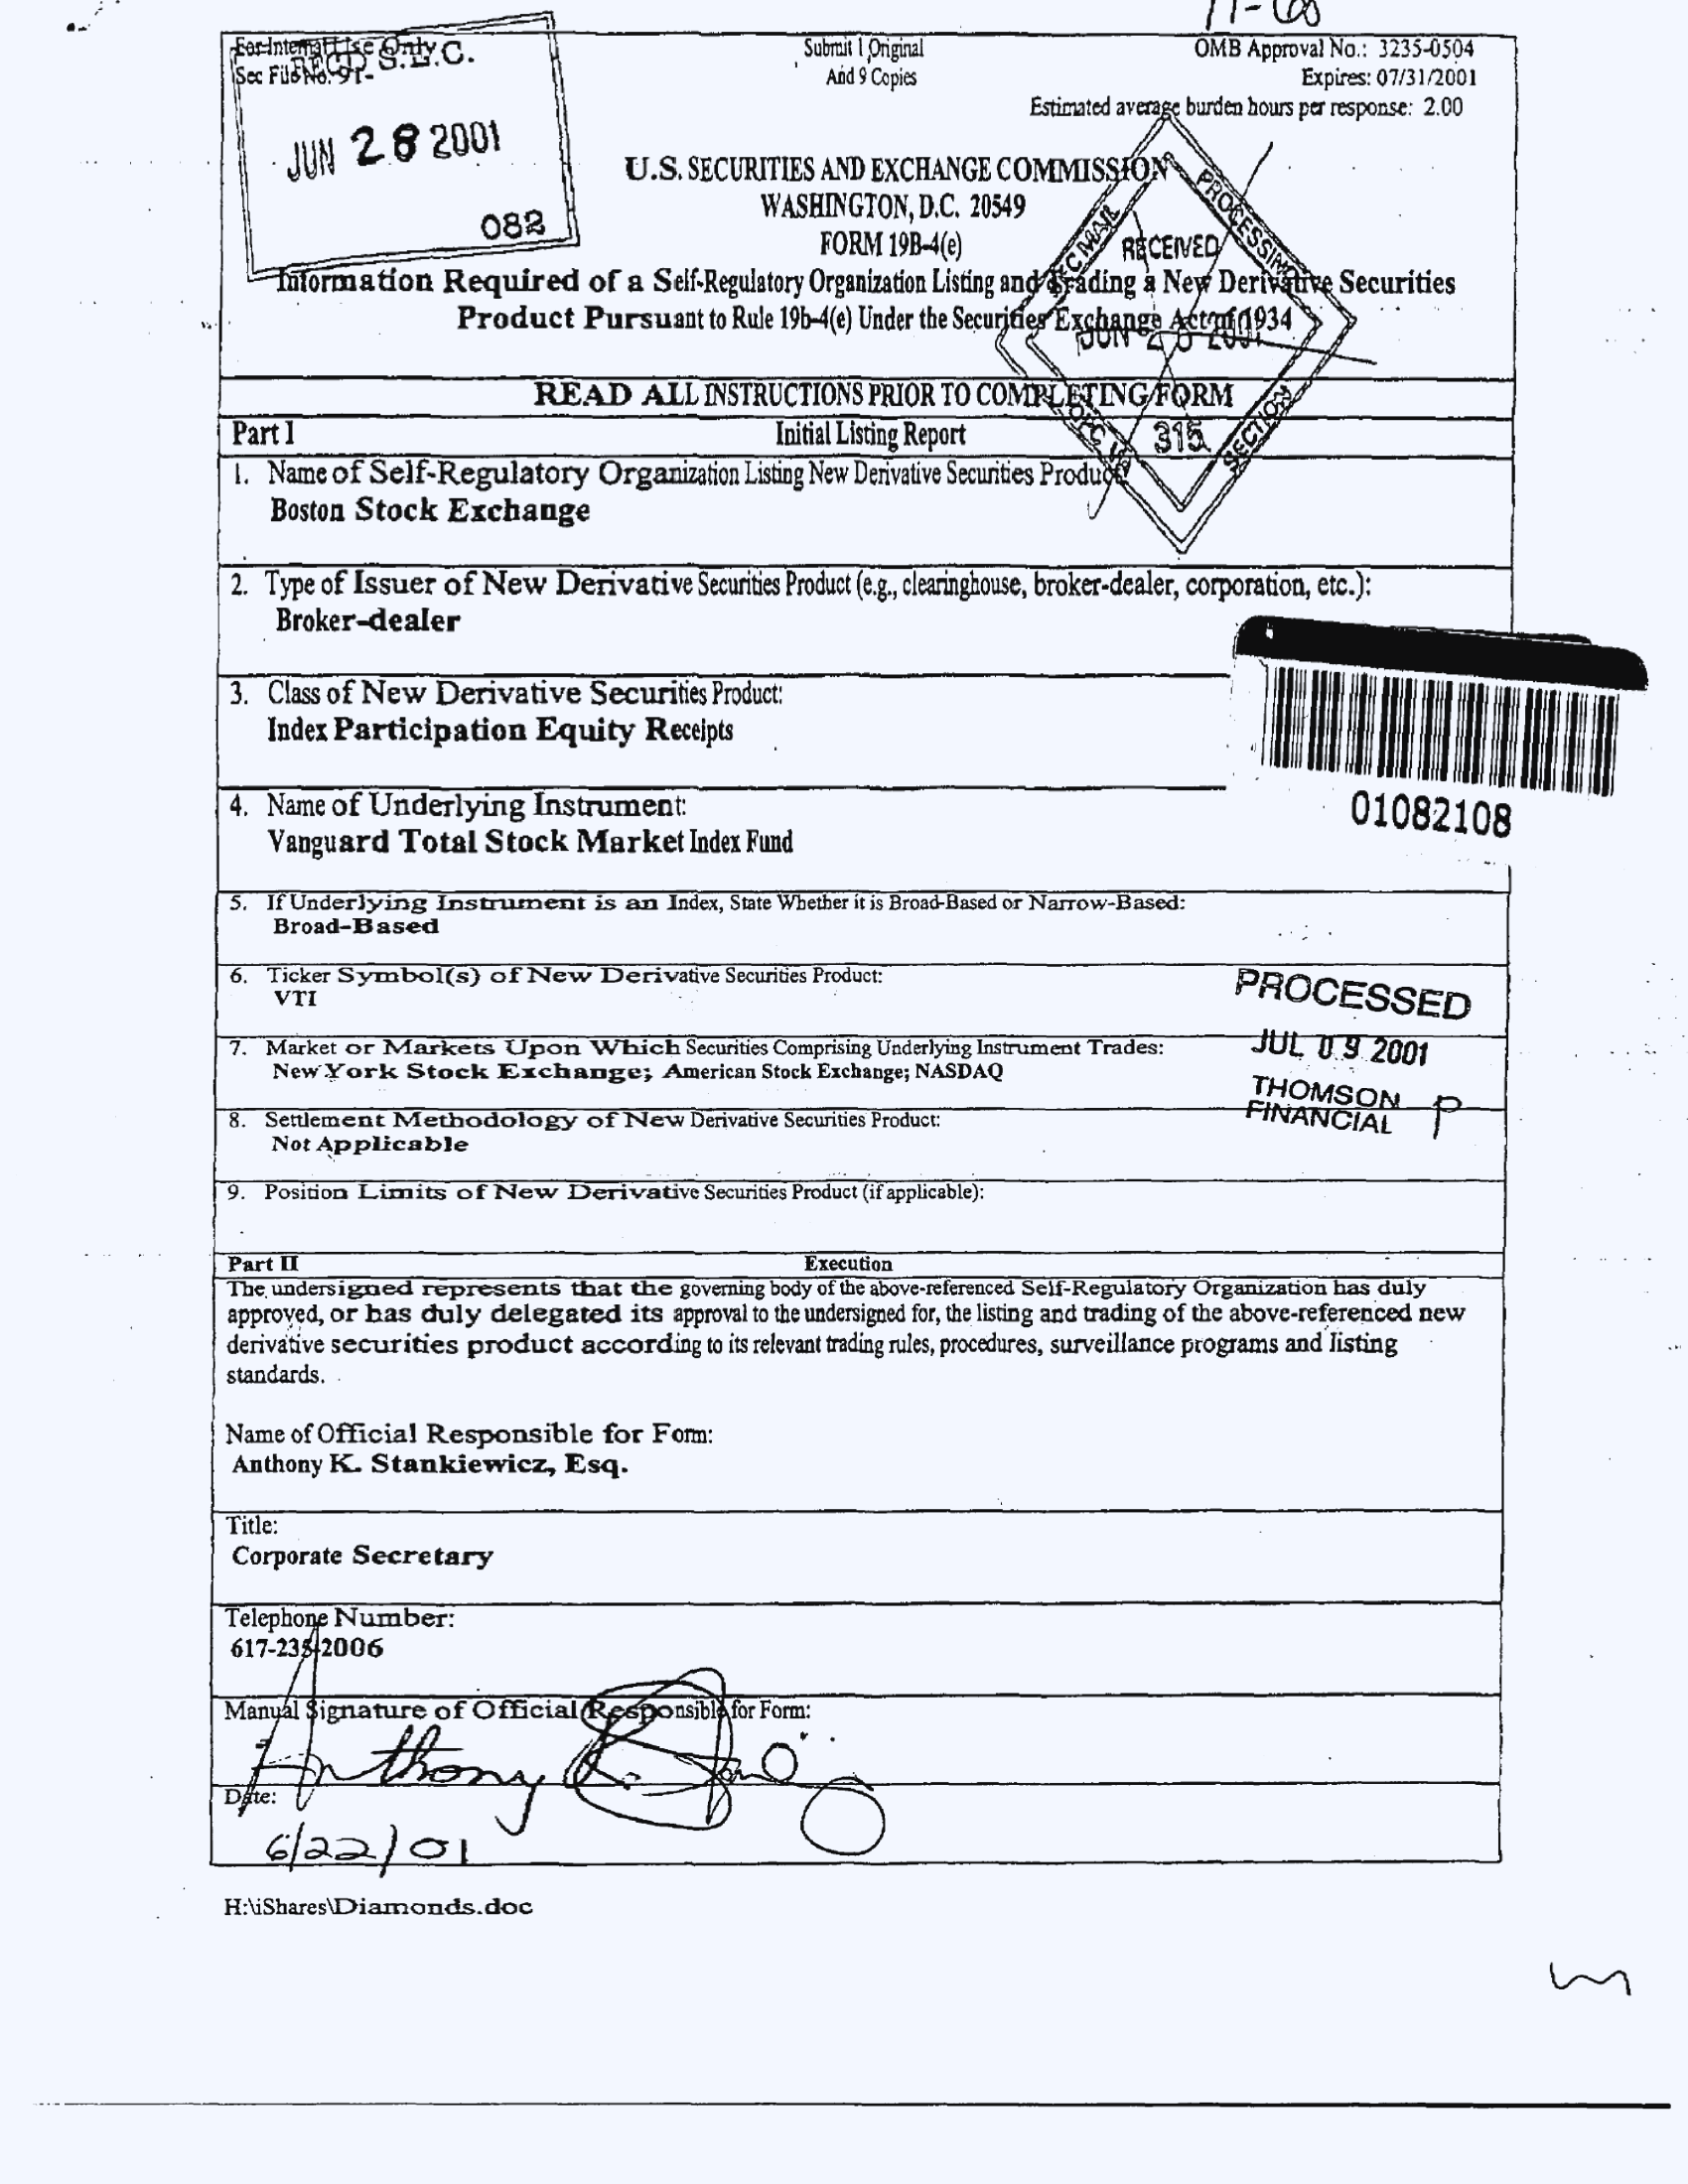 11-68
For Internal Use Only
Sec File No. 91-
REC'D S.E.C.
JUN 28 2001
082
Submit 1 Original
And 9 Copies
OMB Approval No.: 3235-0504
Expires: 07/31/2001
Estimated average burden hours per response: 2.00
U.S. SECURITIES AND EXCHANGE COMMISSION
WASHINGTON, D.C. 20549
FORM 19B-4(e)
Information Required of a Self-Regulatory Organization Listing and Trading a New Derivative Securities
Product Pursuant to Rule 19b-4(e) Under the Securities Exchange Act of 1934
RECEIVED
PROCESSING
SECTION
315
READ ALL INSTRUCTIONS PRIOR TO COMPLETING FORM
Part I Initial Listing Report
1. Name of Self-Regulatory Organization Listing New Derivative Securities Product:
Boston Stock Exchange
2. Type of Issuer of New Derivative Securities Product (e.g., clearinghouse, broker-dealer, corporation, etc.):
Broker-dealer
3. Class of New Derivative Securities Product:
Index Participation Equity Receipts
01082108
4. Name of Underlying Instrument:
Vanguard Total Stock Market Index Fund
5. If Underlying Instrument is an Index, State Whether it is Broad-Based or Narrow-Based:
Broad-Based
6. Ticker Symbol(s) of New Derivative Securities Product:
VTI
PROCESSED
JUL 09 2001
THOMSON
FINANCIAL P
7. Market or Markets Upon Which Securities Comprising Underlying Instrument Trades:
New York Stock Exchange; American Stock Exchange; NASDAQ
8. Settlement Methodology of New Derivative Securities Product:
Not Applicable
9. Position Limits of New Derivative Securities Product (if applicable):
Part II Execution
The undersigned represents that the governing body of the above-referenced Self-Regulatory Organization has duly
approved, or has duly delegated its approval to the undersigned for, the listing and trading of the above-referenced new
derivative securities product according to its relevant trading rules, procedures, surveillance programs and listing
standards.
Name of Official Responsible for Form:
Anthony K. Stankiewicz, Esq.
Title:
Corporate Secretary
Telephone Number:
617-235-2006
Manual Signature of Official Responsible for Form:
Anthony
Date:
6/22/01
H:\iShares\Diamonds.doc